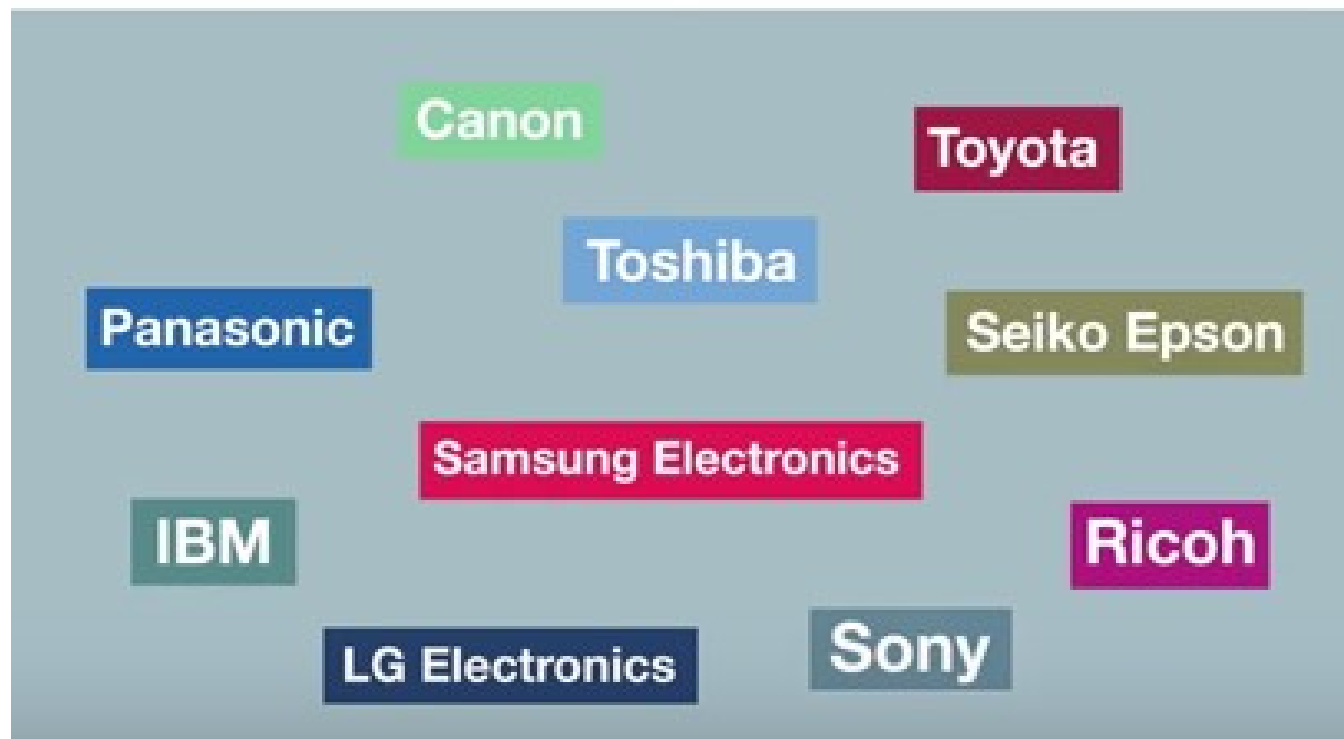 Canon
Toyota
Toshiba
Panasonic
Seiko Epson
Samsung Electronics
IBM
Ricoh
LG Electronics
Sony